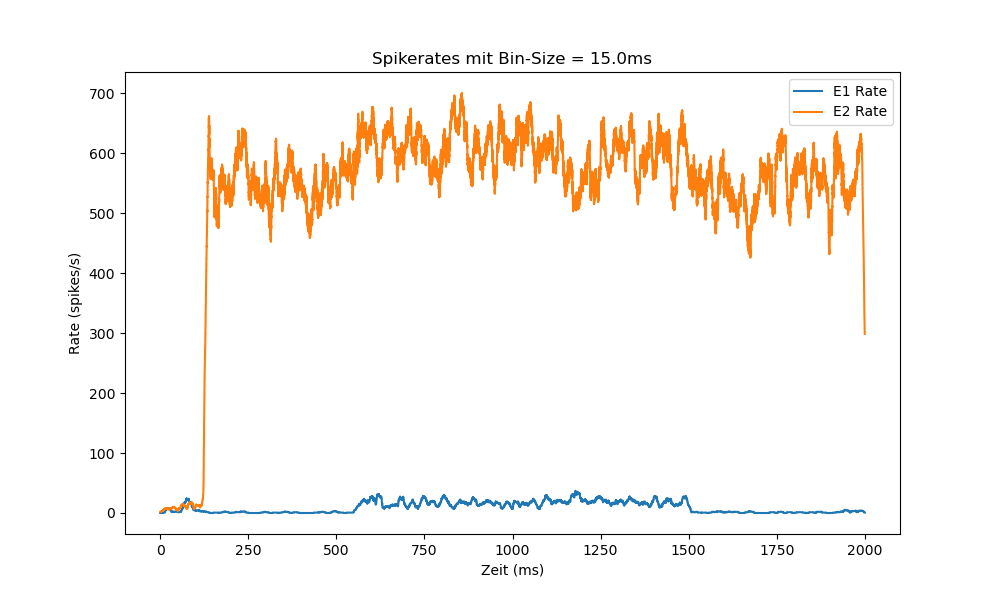 Spikerates mit Bin-Size = 15.0ms
E1 Rate
E2 Rate
700
600
500
400
300
200
100
0
Rate (spikes/s)
0 250 500 750 1000 1250 1500 1750 2000
Zeit (ms)